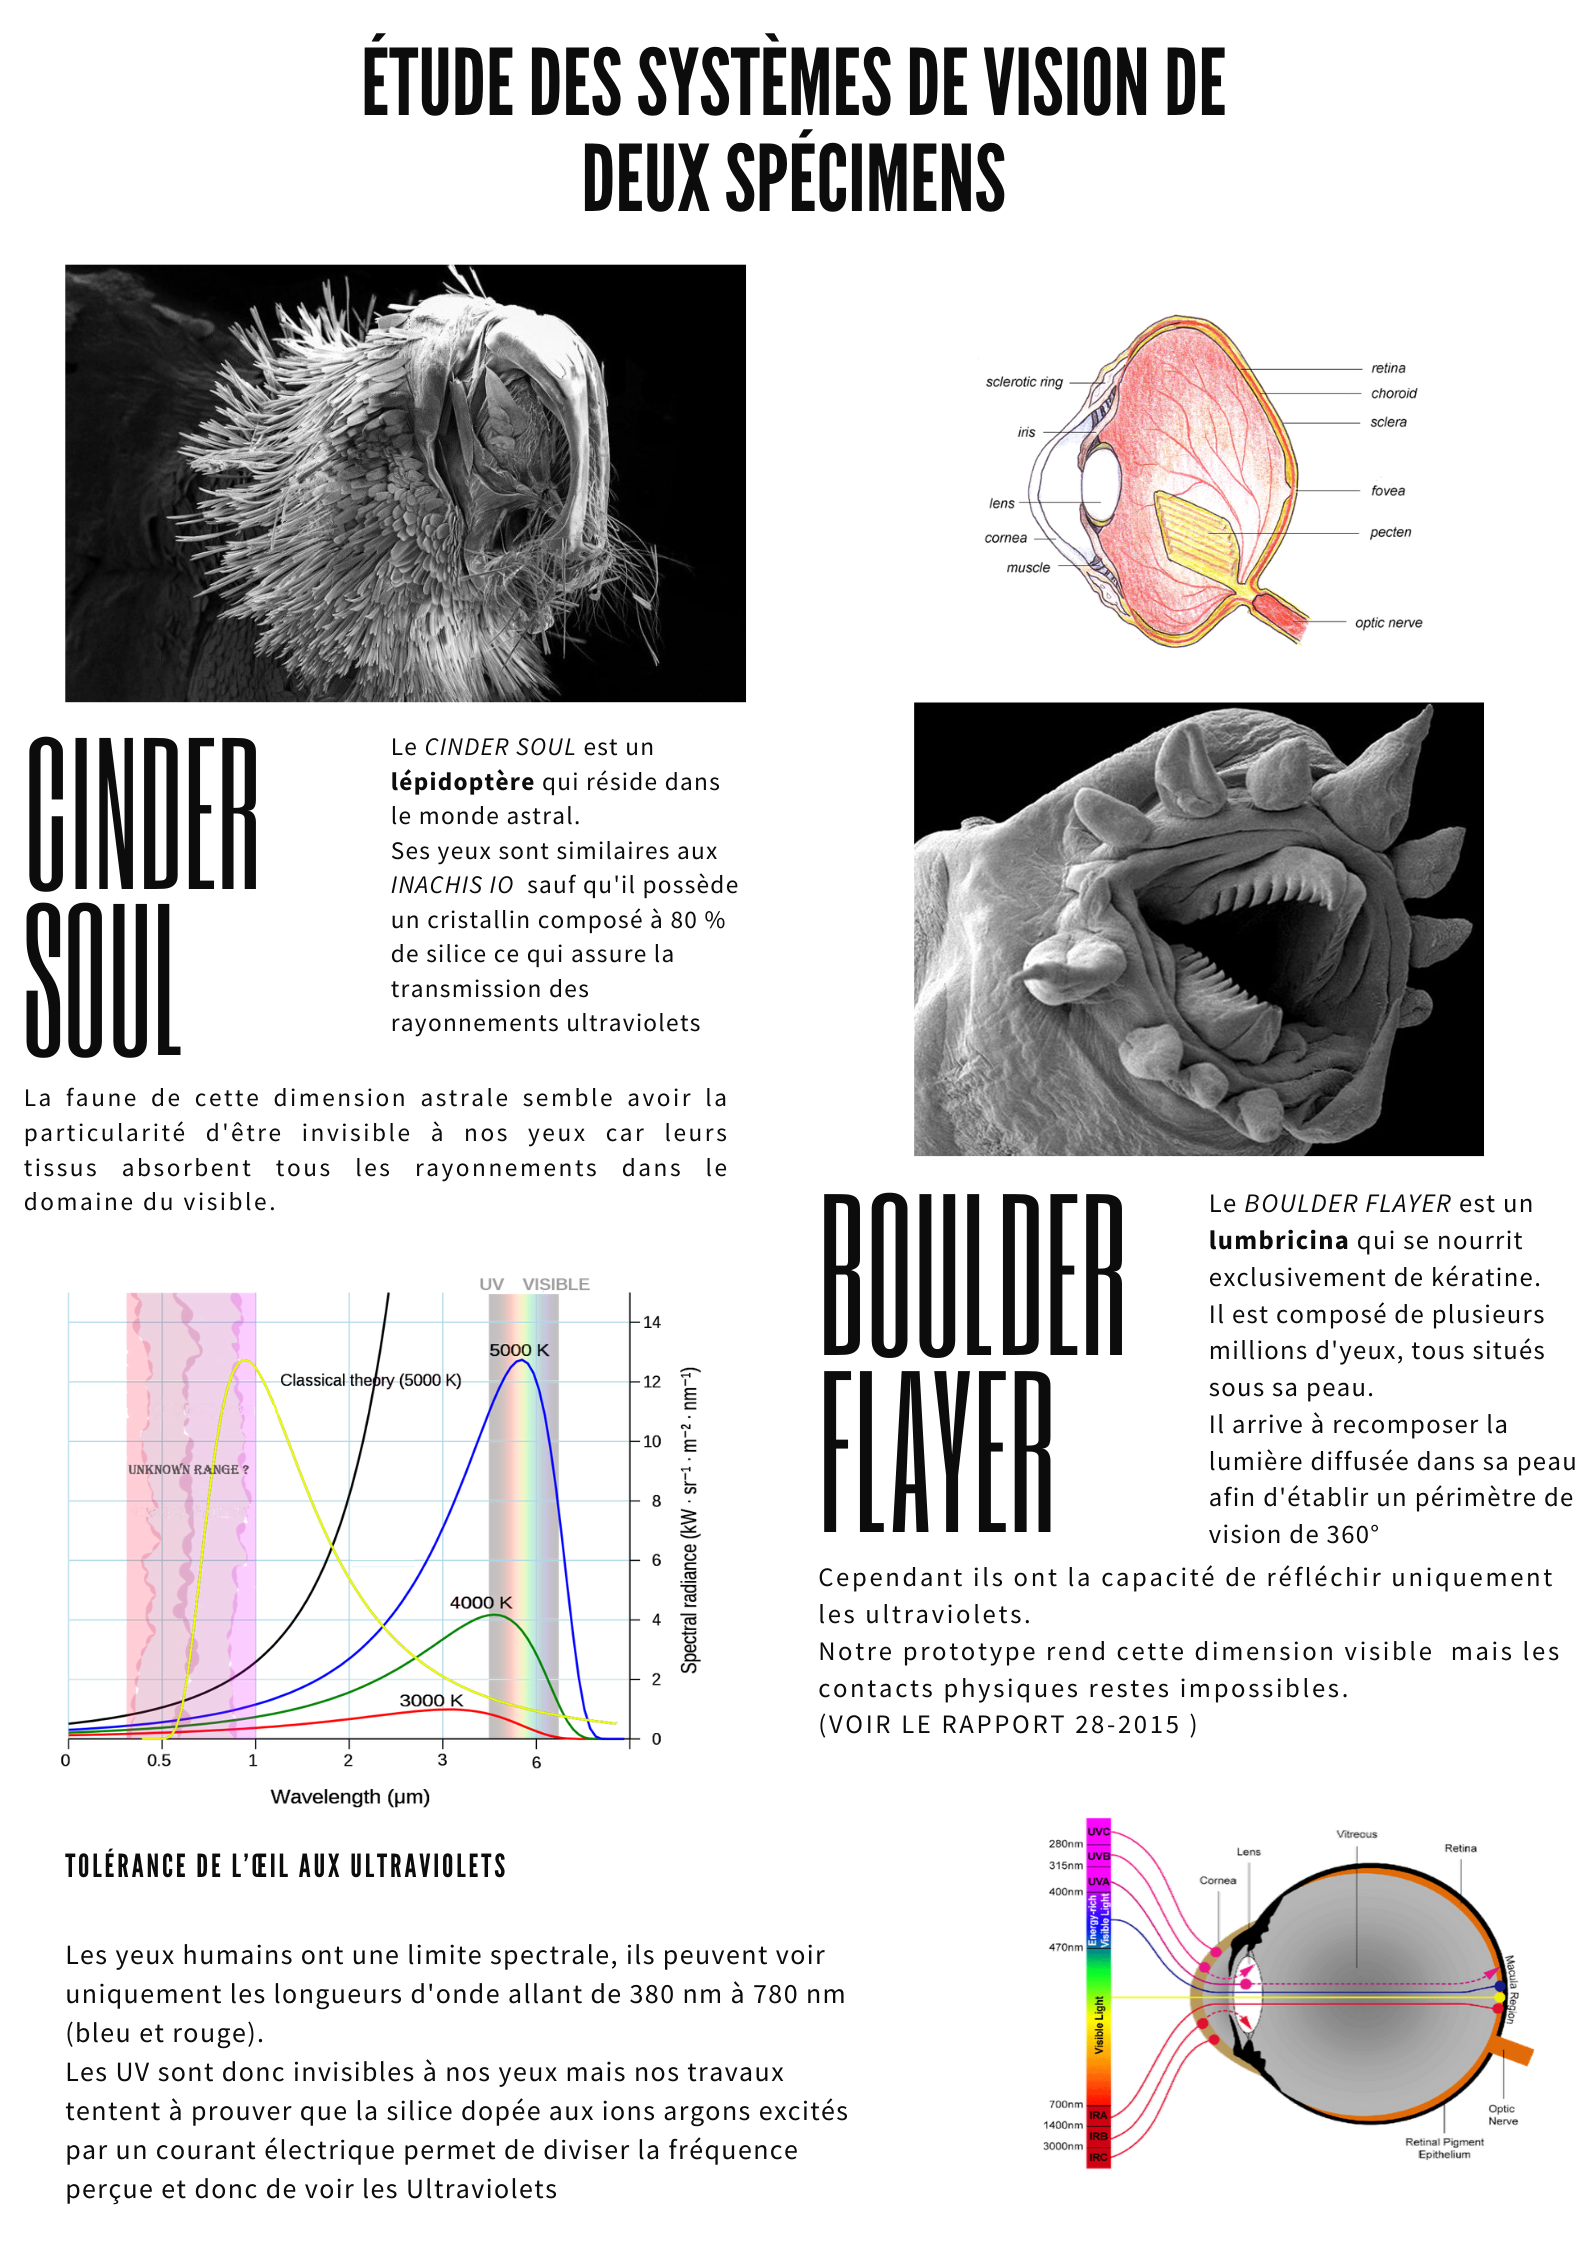 ÉTUDE DES SYSTÈMES DE VISION DE
DEUX SPÉCIMENS
sclerotic ring
iris
lens
cornea
muscle
retina
choroid
sclera
fovea
pecten
optic nerve
CINDER
SOUL
Le CINDER SOUL est un
lépidoptère qui réside dans
le monde astral.
Ses yeux sont similaires aux
INACHIS IO sauf qu'il possède
un cristallin composé à 80 %
de silice ce qui assure la
transmission des
rayonnements ultraviolets
La faune de cette dimension astrale semble avoir la
particularité d'être invisible à nos yeux car leurs
tissus absorbent tous les rayonnements dans le
domaine du visible.
UV VISIBLE
5000 K
Classical theory (5000 K)
UNKNOWN RANGE ?
4000 K
3000 K
14
12
10
8
6
4
2
0
Spectral radiance (kW · sr⁻¹ · m⁻² · nm⁻¹)
0 0.5 1 2 3 6
Wavelength (μm)
BOULDER
FLAYER
Le BOULDER FLAYER est un
lumbricina qui se nourrit
exclusivement de kératine.
Il est composé de plusieurs
millions d'yeux, tous situés
sous sa peau.
Il arrive à recomposer la
lumière diffusée dans sa peau
afin d'établir un périmètre de
vision de 360°
Cependant ils ont la capacité de réfléchir uniquement
les ultraviolets.
Notre prototype rend cette dimension visible mais les
contacts physiques restes impossibles.
(VOIR LE RAPPORT 28-2015 )
TOLÉRANCE DE L'ŒIL AUX ULTRAVIOLETS
Les yeux humains ont une limite spectrale, ils peuvent voir
uniquement les longueurs d'onde allant de 380 nm à 780 nm
(bleu et rouge).
Les UV sont donc invisibles à nos yeux mais nos travaux
tentent à prouver que la silice dopée aux ions argons excités
par un courant électrique permet de diviser la fréquence
perçue et donc de voir les Ultraviolets
280nm
315nm
400nm
470nm
700nm
1400nm
3000nm
UVC
UVB
UVA
Energy-rich
Visible Light
Visible Light
IRA
IRB
IRC
Cornea
Lens
Vitreous
Retina
Macula Region
Optic
Nerve
Retinal Pigment
Epithelium